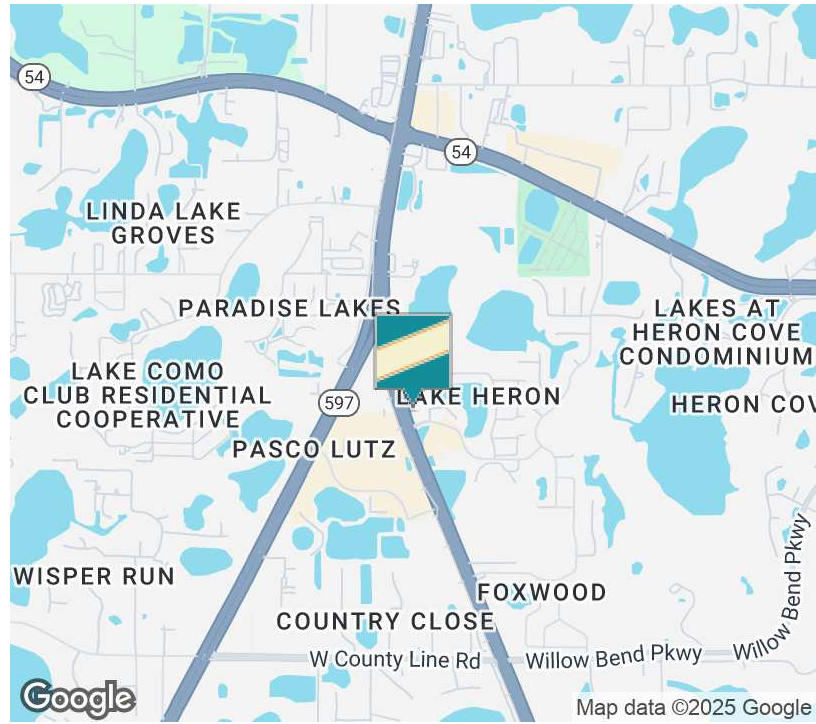 54
54
LINDA LAKE
GROVES
PARADISE LAKES
LAKES AT
HERON COVE
CONDOMINIUM
LAKE COMO
CLUB RESIDENTIAL
COOPERATIVE
597
LAKE HERON
HERON COV
PASCO LUTZ
WISPER RUN
FOXWOOD
COUNTRY CLOSE
Willow Bend Pkwy
W County Line Rd
Willow Bend Pkwy
Google
Map data ©2025 Google